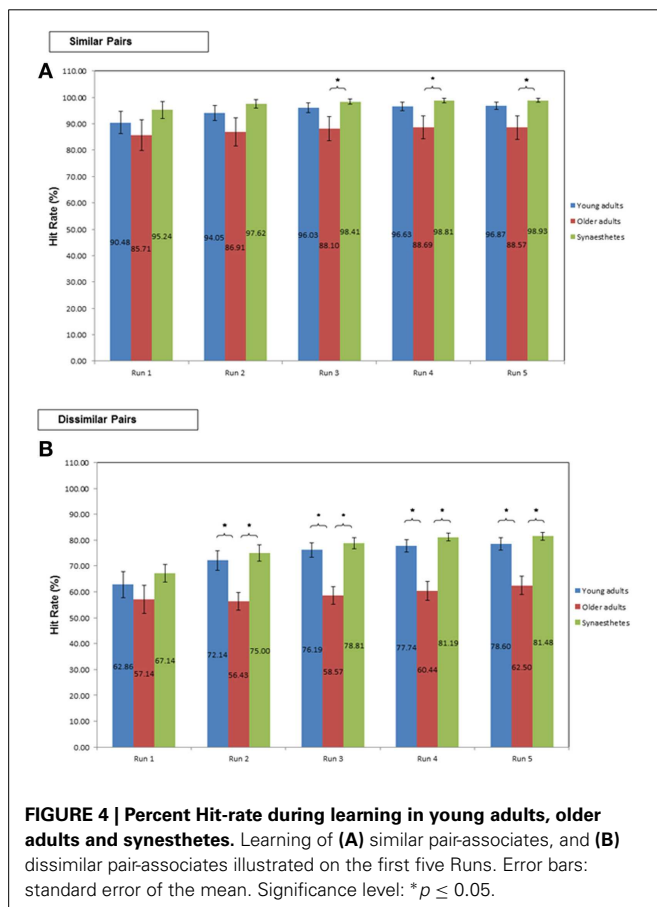 Similar Pairs
A
110.00
100.00
90.00
80.00
70.00
60.00
50.00
40.00
30.00
20.00
10.00
0.00
Hit Rate (%)
* * *
90.48 85.71 95.24 94.05 86.91 97.62 96.03 88.10 98.41 96.63 88.69 98.81 96.87 88.57 98.93
Young adults
Older adults
Synaesthetes
Run 1 Run 2 Run 3 Run 4 Run 5
Dissimilar Pairs
B
110.00
100.00
90.00
80.00
70.00
60.00
50.00
40.00
30.00
20.00
10.00
0.00
Hit Rate (%)
* * * * * * * *
62.86 57.14 67.14 72.14 56.43 75.00 76.19 58.57 78.81 77.74 60.44 81.19 78.60 62.50 81.48
Young adults
Older adults
Synaesthetes
Run 1 Run 2 Run 3 Run 4 Run 5
FIGURE 4 | Percent Hit-rate during learning in young adults, older
adults and synesthetes. Learning of (A) similar pair-associates, and (B)
dissimilar pair-associates illustrated on the first five Runs. Error bars:
standard error of the mean. Significance level: *p ≤ 0.05.